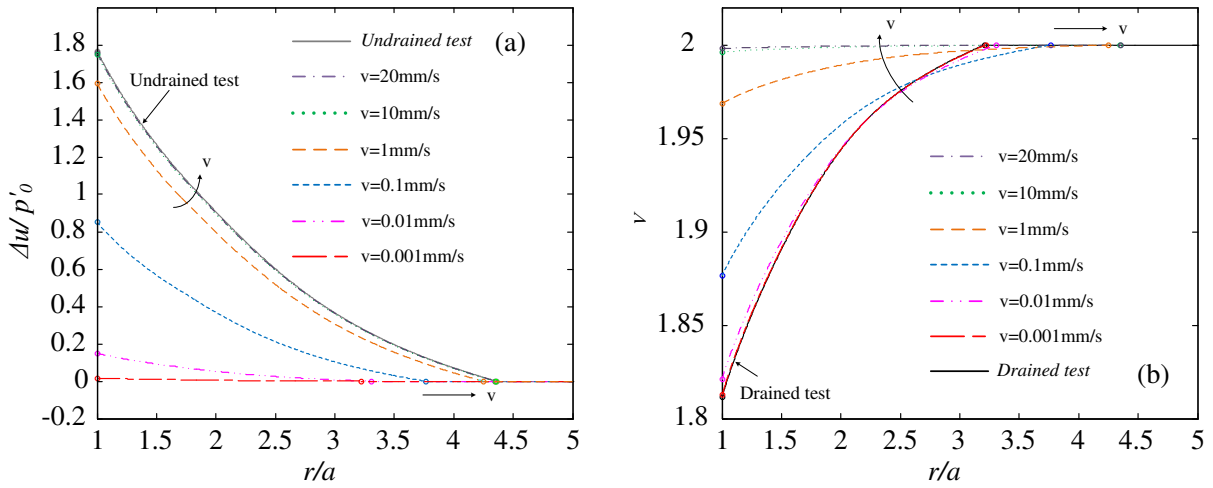 1.8
1.6
1.4
1.2
1
0.8
0.6
0.4
0.2
0
-0.2
Δu/ p'0
1
1.5
2
2.5
3
3.5
4
4.5
5
r/a
Undrained test
v
v
Undrained test
v=20mm/s
v=10mm/s
v=1mm/s
v=0.1mm/s
v=0.01mm/s
v=0.001mm/s
(a)
2
1.95
1.9
1.85
1.8
ν
1
1.5
2
2.5
3
3.5
4
4.5
5
r/a
v
v
v=20mm/s
v=10mm/s
v=1mm/s
v=0.1mm/s
v=0.01mm/s
v=0.001mm/s
Drained test
Drained test
(b)